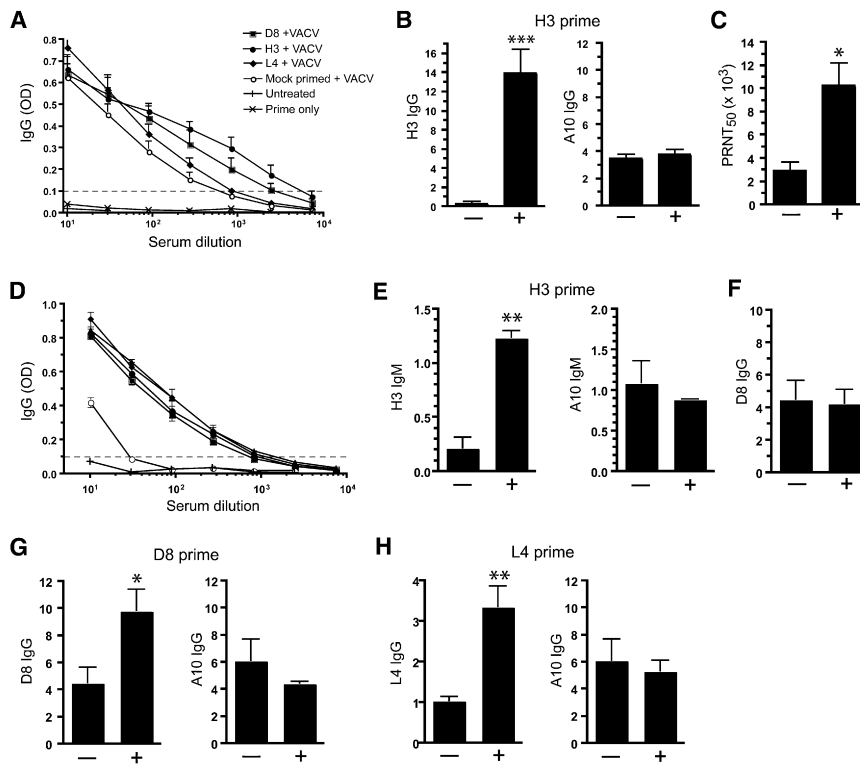 A
IgG (OD)
0.8
0.7
0.6
0.5
0.4
0.3
0.2
0.1
0.0
10¹ 10² 10³ 10⁴
Serum dilution
D8 +VACV
H3 + VACV
L4 + VACV
Mock primed + VACV
Untreated
Prime only
B
H3 prime
H3 IgG
16
14
12
10
8
6
4
2
0
***
— +
A10 IgG
12
10
8
6
4
2
0
— +
C
PRNT₅₀ (x 10³)
14
12
10
8
6
4
2
0
*
— +
D
IgG (OD)
1.0
0.8
0.6
0.4
0.2
0.0
10¹ 10² 10³ 10⁴
Serum dilution
E
H3 prime
H3 IgM
1.5
1.0
0.5
0.0
**
— +
A10 IgM
2.0
1.5
1.0
0.5
0.0
— +
F
D8 IgG
10
8
6
4
2
0
— +
G
D8 prime
D8 IgG
12
10
8
6
4
2
0
*
— +
A10 IgG
12
10
8
6
4
2
0
— +
H
L4 prime
L4 IgG
4
3
2
1
0
**
— +
A10 IgG
12
10
8
6
4
2
0
— +